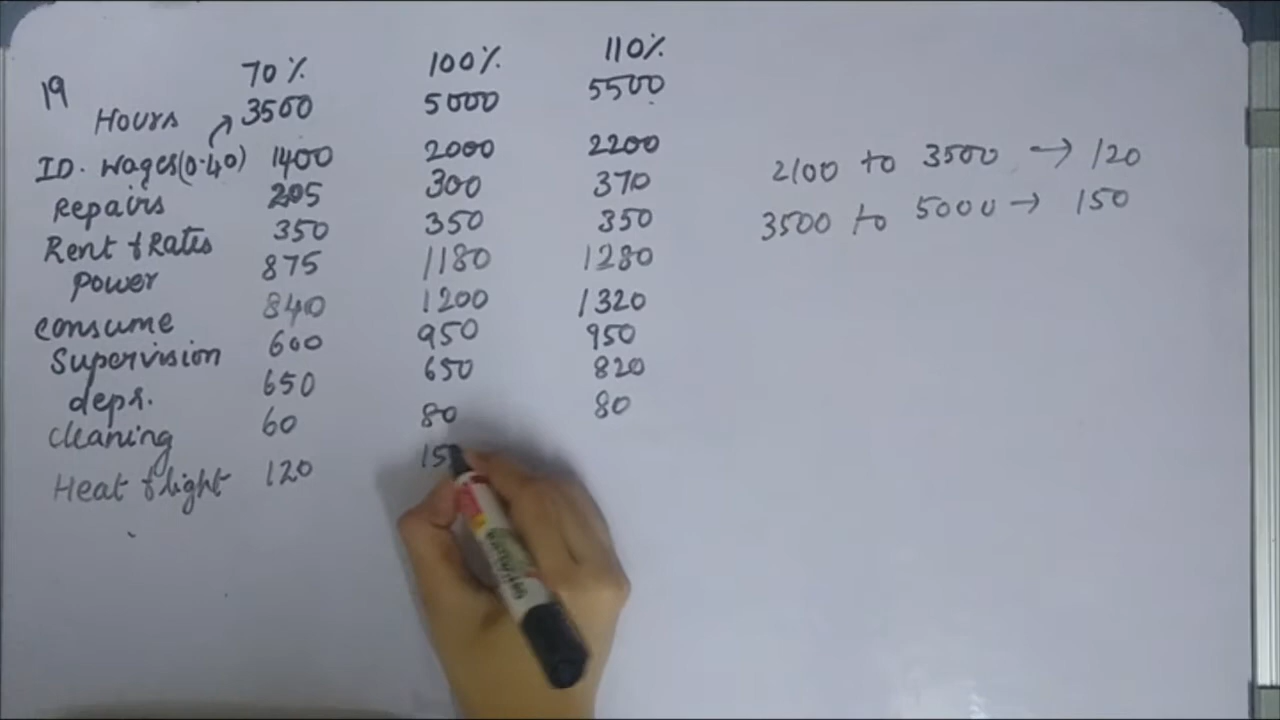 19 70% 100% 110%
Hours 3500 5000 5500
ID. wages(0.40) 1400 2000 2200
Repairs 205 300 370
Rent & Rates 350 350 350
Power 875 1180 1280
Consume 840 1200 1320
Supervision 600 950 950
depr. 650 650 820
Cleaning 60 80 80
Heat & light 120 15
2100 to 3500 → 120
3500 to 5000 → 150